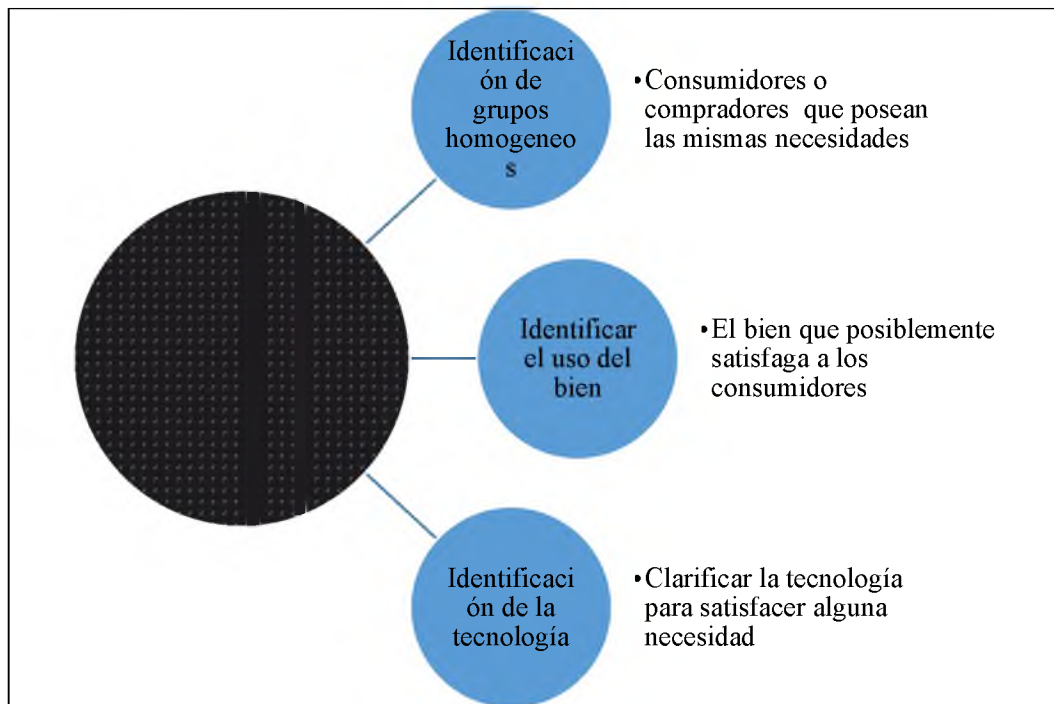 Identificaci
ón de
grupos
homogeneo
s
•Consumidores o
compradores que posean
las mismas necesidades
Identificar
el uso del
bien
•El bien que posiblemente
satisfaga a los
consumidores
Identificaci
ón de la
tecnología
•Clarificar la tecnología
para satisfacer alguna
necesidad